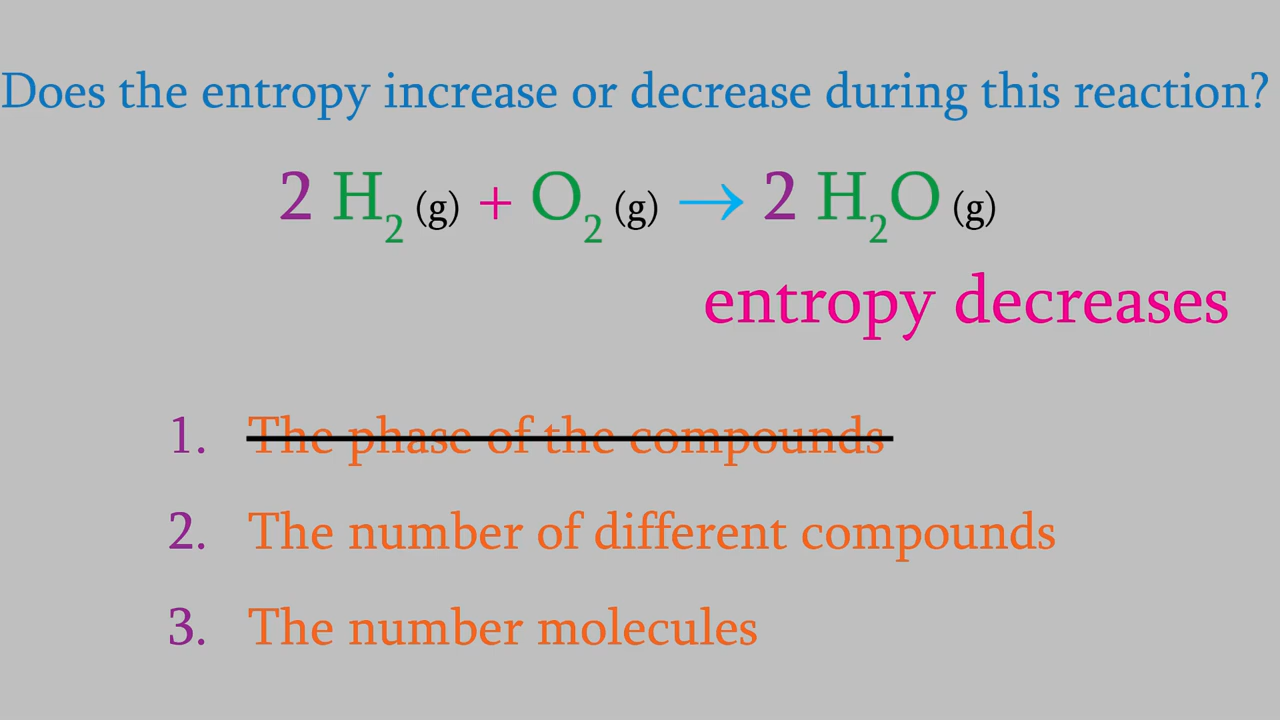 Does the entropy increase or decrease during this reaction?
2 H₂ (g) + O₂ (g) → 2 H₂O (g)
entropy decreases
1. The phase of the compounds
2. The number of different compounds
3. The number molecules